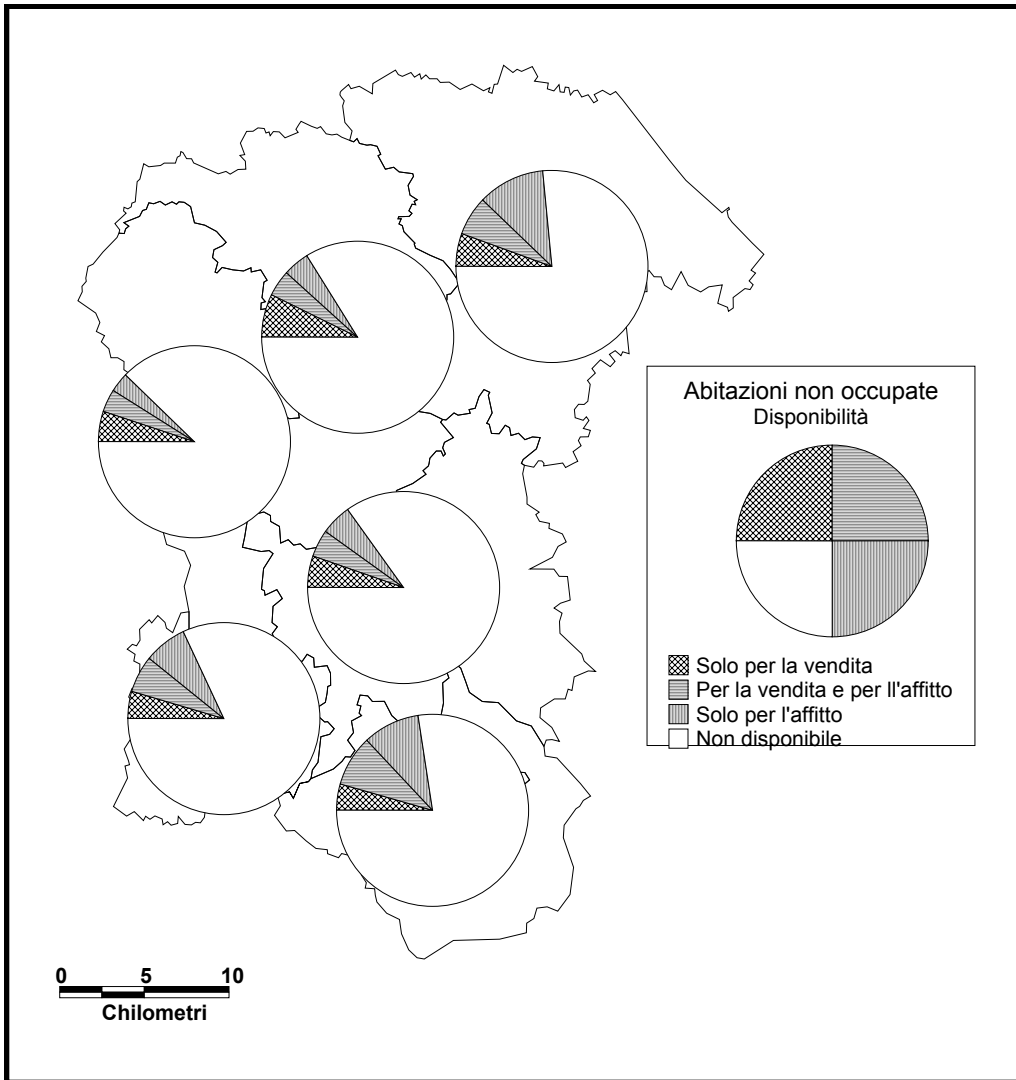 Abitazioni non occupate
Disponibilità
Solo per la vendita
Per la vendita e per ll'affitto
Solo per l'affitto
Non disponibile
0 5 10
Chilometri